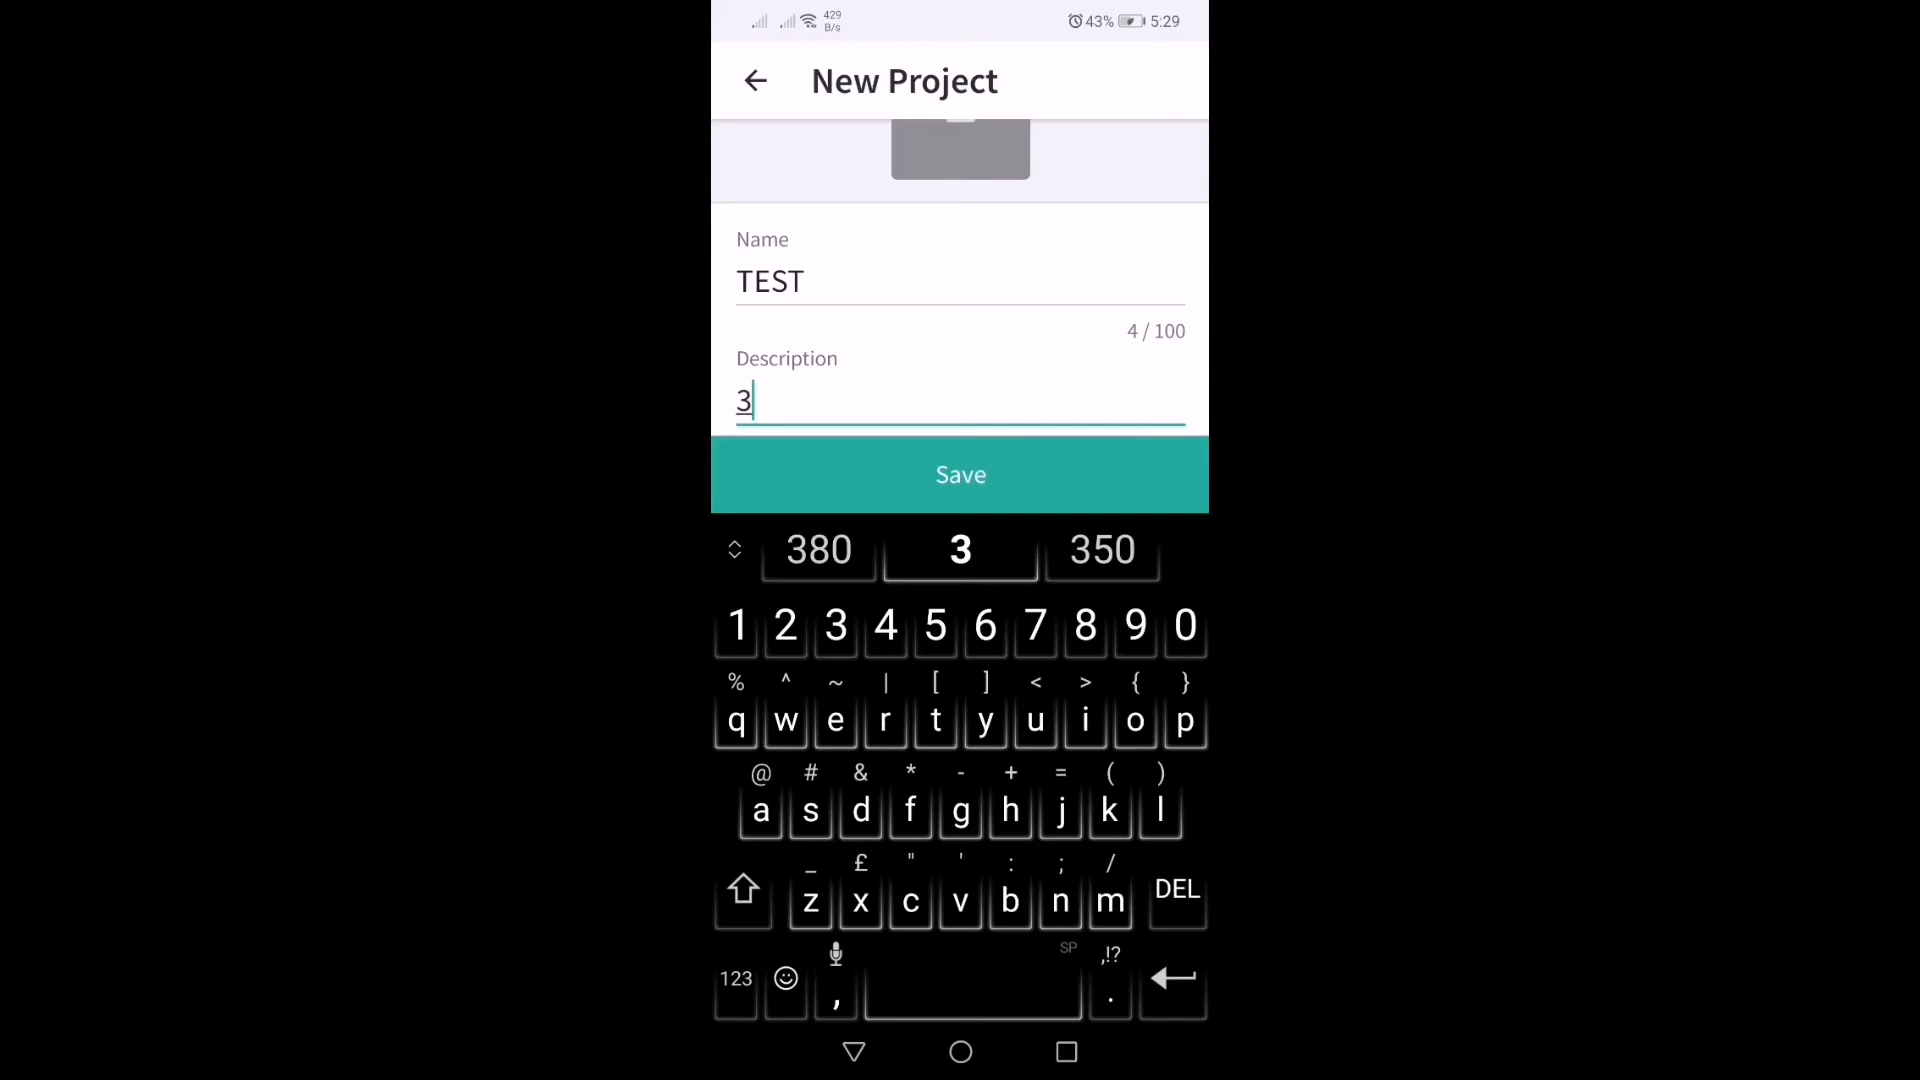 429
B/s
43% 5:29
New Project
Name
TEST
4 / 100
Description
3
Save
380 3 350
1 2 3 4 5 6 7 8 9 0
% ^ ~ | [ ] < > { }
q w e r t y u i o p
@ # & * - + = ( )
a s d f g h j k l
_ £ " ' : ; /
z x c v b n m DEL
SP ,!?
123 , .